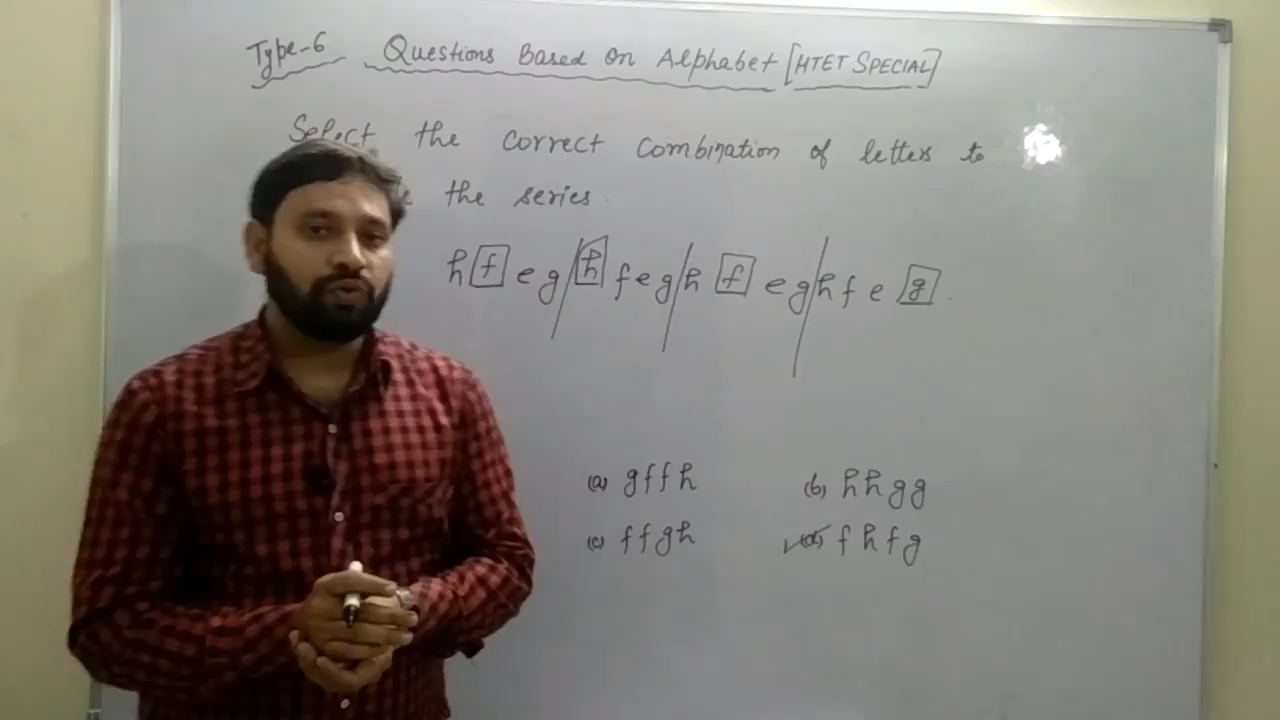 Type-6 Questions Based On Alphabet [HTET SPECIAL]
Select the correct combination of letters to
the series.
h f e g / h f e g / h f e g / h f e g
(a) g f f h (b) h h g g
(c) f f g h (d) f h f g